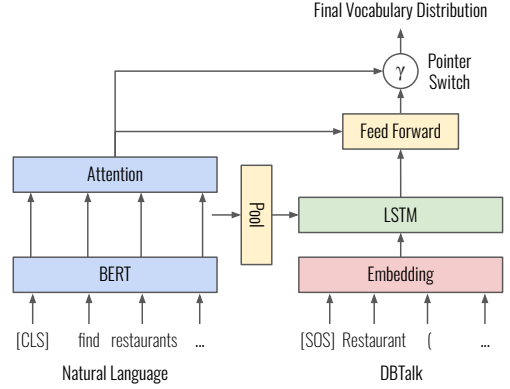 Final Vocabulary Distribution
γ
Pointer
Switch
Feed Forward
Attention
Pool
LSTM
BERT
Embedding
[CLS] find restaurants ...
[SOS] Restaurant ( ...
Natural Language
DBTalk